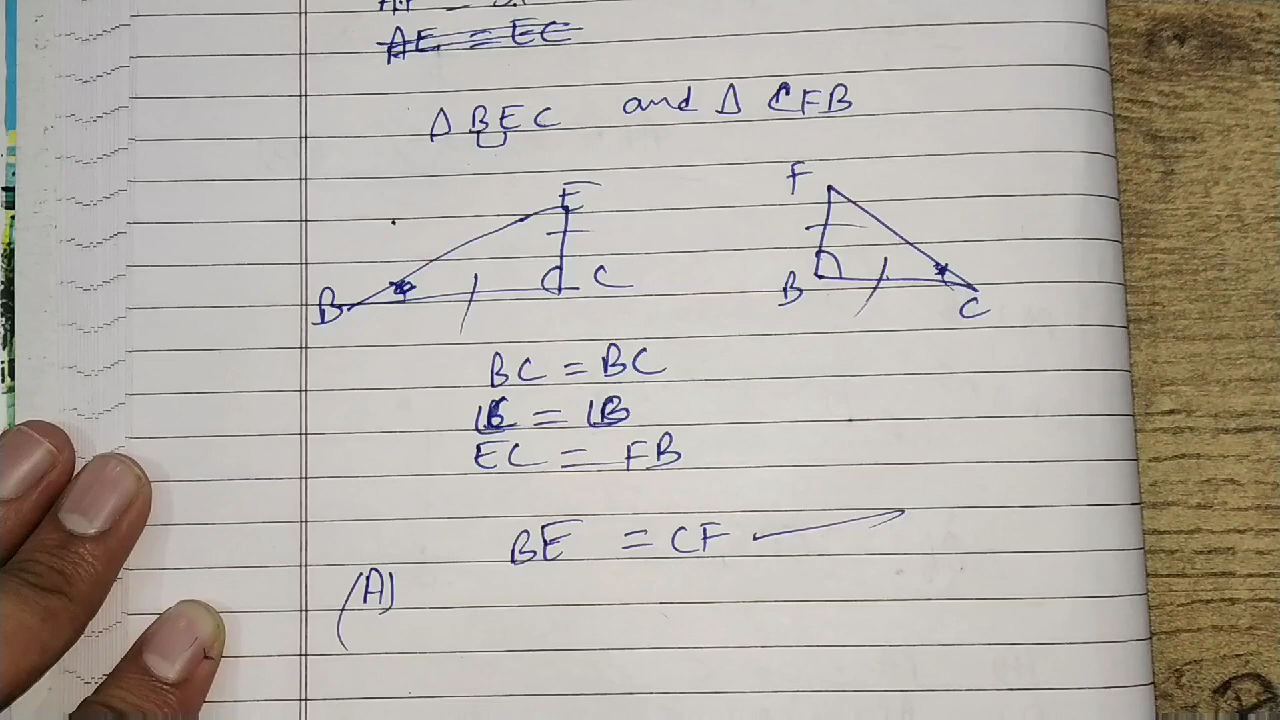 AE = EC
Δ BEC and Δ CFB
F
E
B
C
B
C
BC = BC
∠C = ∠B
EC = FB
BE = CF
(A)